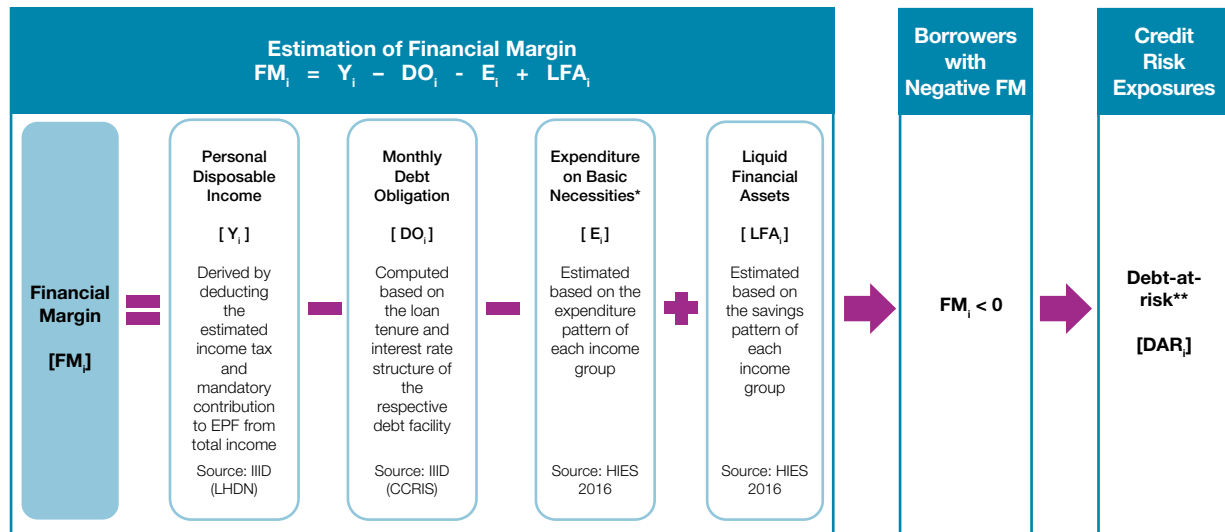 Estimation of Financial Margin
FMi = Yi – DOi - Ei + LFAi
Borrowers
with
Negative FM
Credit
Risk
Exposures
Financial
Margin
[FMi]
Personal
Disposable
Income
[ Yi ]
Derived by
deducting
the
estimated
income tax
and
mandatory
contribution
to EPF from
total income
Source: IIID
(LHDN)
Monthly
Debt
Obligation
[ DOi]
Computed
based on
the loan
tenure and
interest rate
structure of
the
respective
debt facility
Source: IIID
(CCRIS)
Expenditure
on Basic
Necessities*
[ Ei ]
Estimated
based on the
expenditure
pattern of
each income
group
Source: HIES
2016
Liquid
Financial
Assets
[ LFAi]
Estimated
based on
the savings
pattern of
each
income
group
Source: HIES
2016
FMi < 0
Debt-at-
risk**
[DARi]